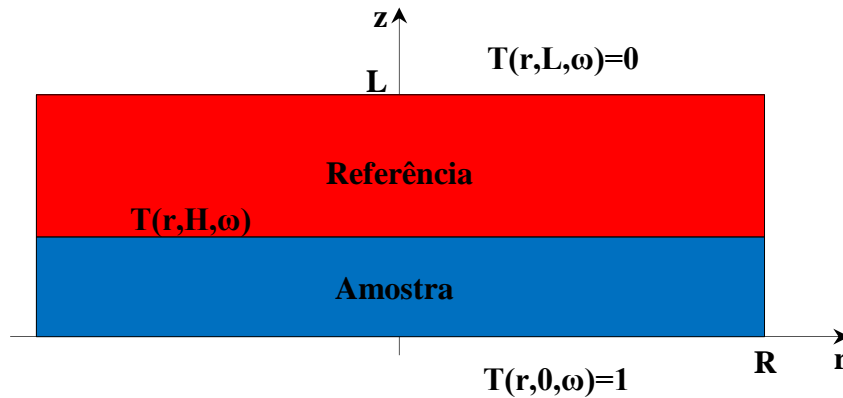 z
T(r,L,ω)=0
L
Referência
T(r,H,ω)
Amostra
R
r
T(r,0,ω)=1